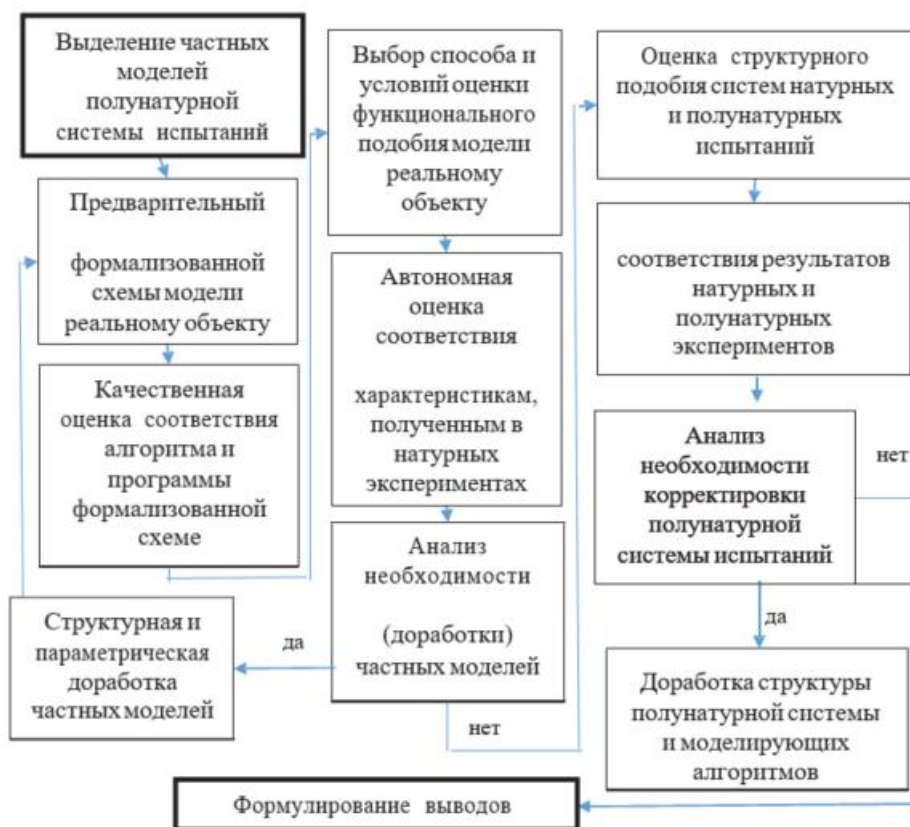 Выделение частных
моделей
полунатурной
системы испытаний
Предварительный
формализованной
схемы модели
реальному объекту
Качественная
оценка соответствия
алгоритма и
программы
формализованной
схеме
Структурная и
параметрическая
доработка
частных моделей
Выбор способа и
условий оценки
функционального
подобия модели
реальному
объекту
Автономная
оценка
соответствия
характеристикам,
полученным в
натурных
экспериментах
Анализ
необходимости
(доработки)
частных моделей
да
нет
Оценка структурного
подобия систем натурных
и полунатурных
испытаний
соответствия результатов
натурных и
полунатурных
экспериментов
Анализ
необходимости
корректировки
полунатурной
системы испытаний
нет
да
Доработка структуры
полунатурной системы
и моделирующих
алгоритмов
Формулирование выводов